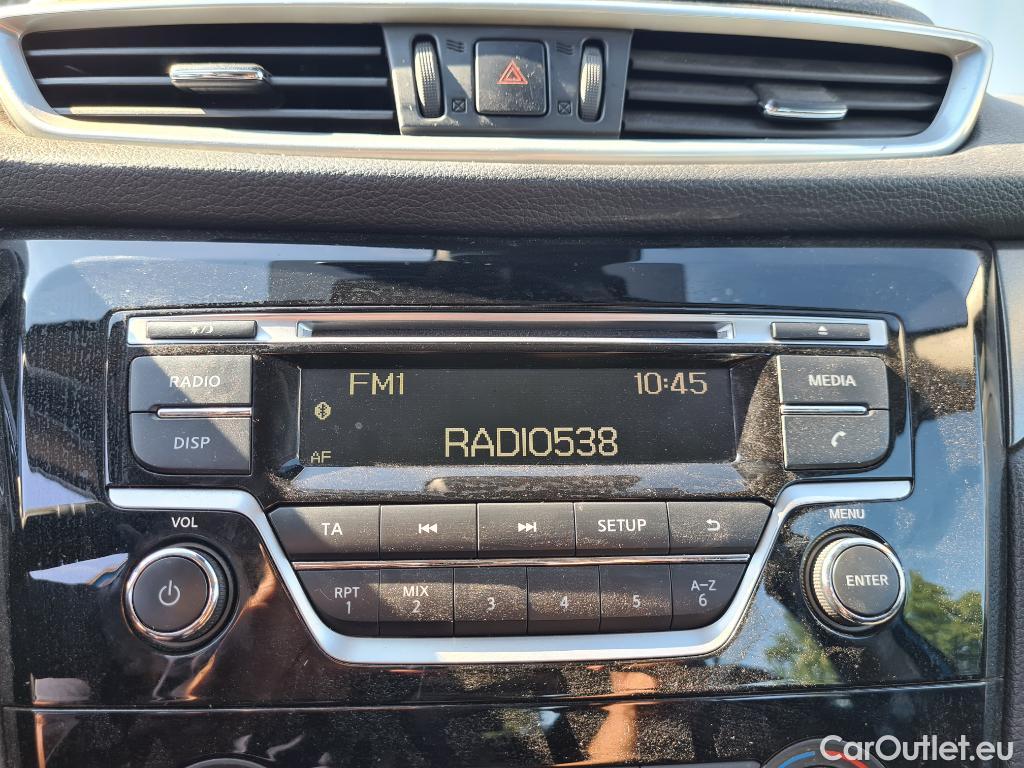 RADIO
DISP
FM1 10:45
AF RADIO538
MEDIA
VOL
TA
SETUP
MENU
RPT 1
MIX 2
3
4
5
A-Z 6
ENTER
CarOutlet.eu